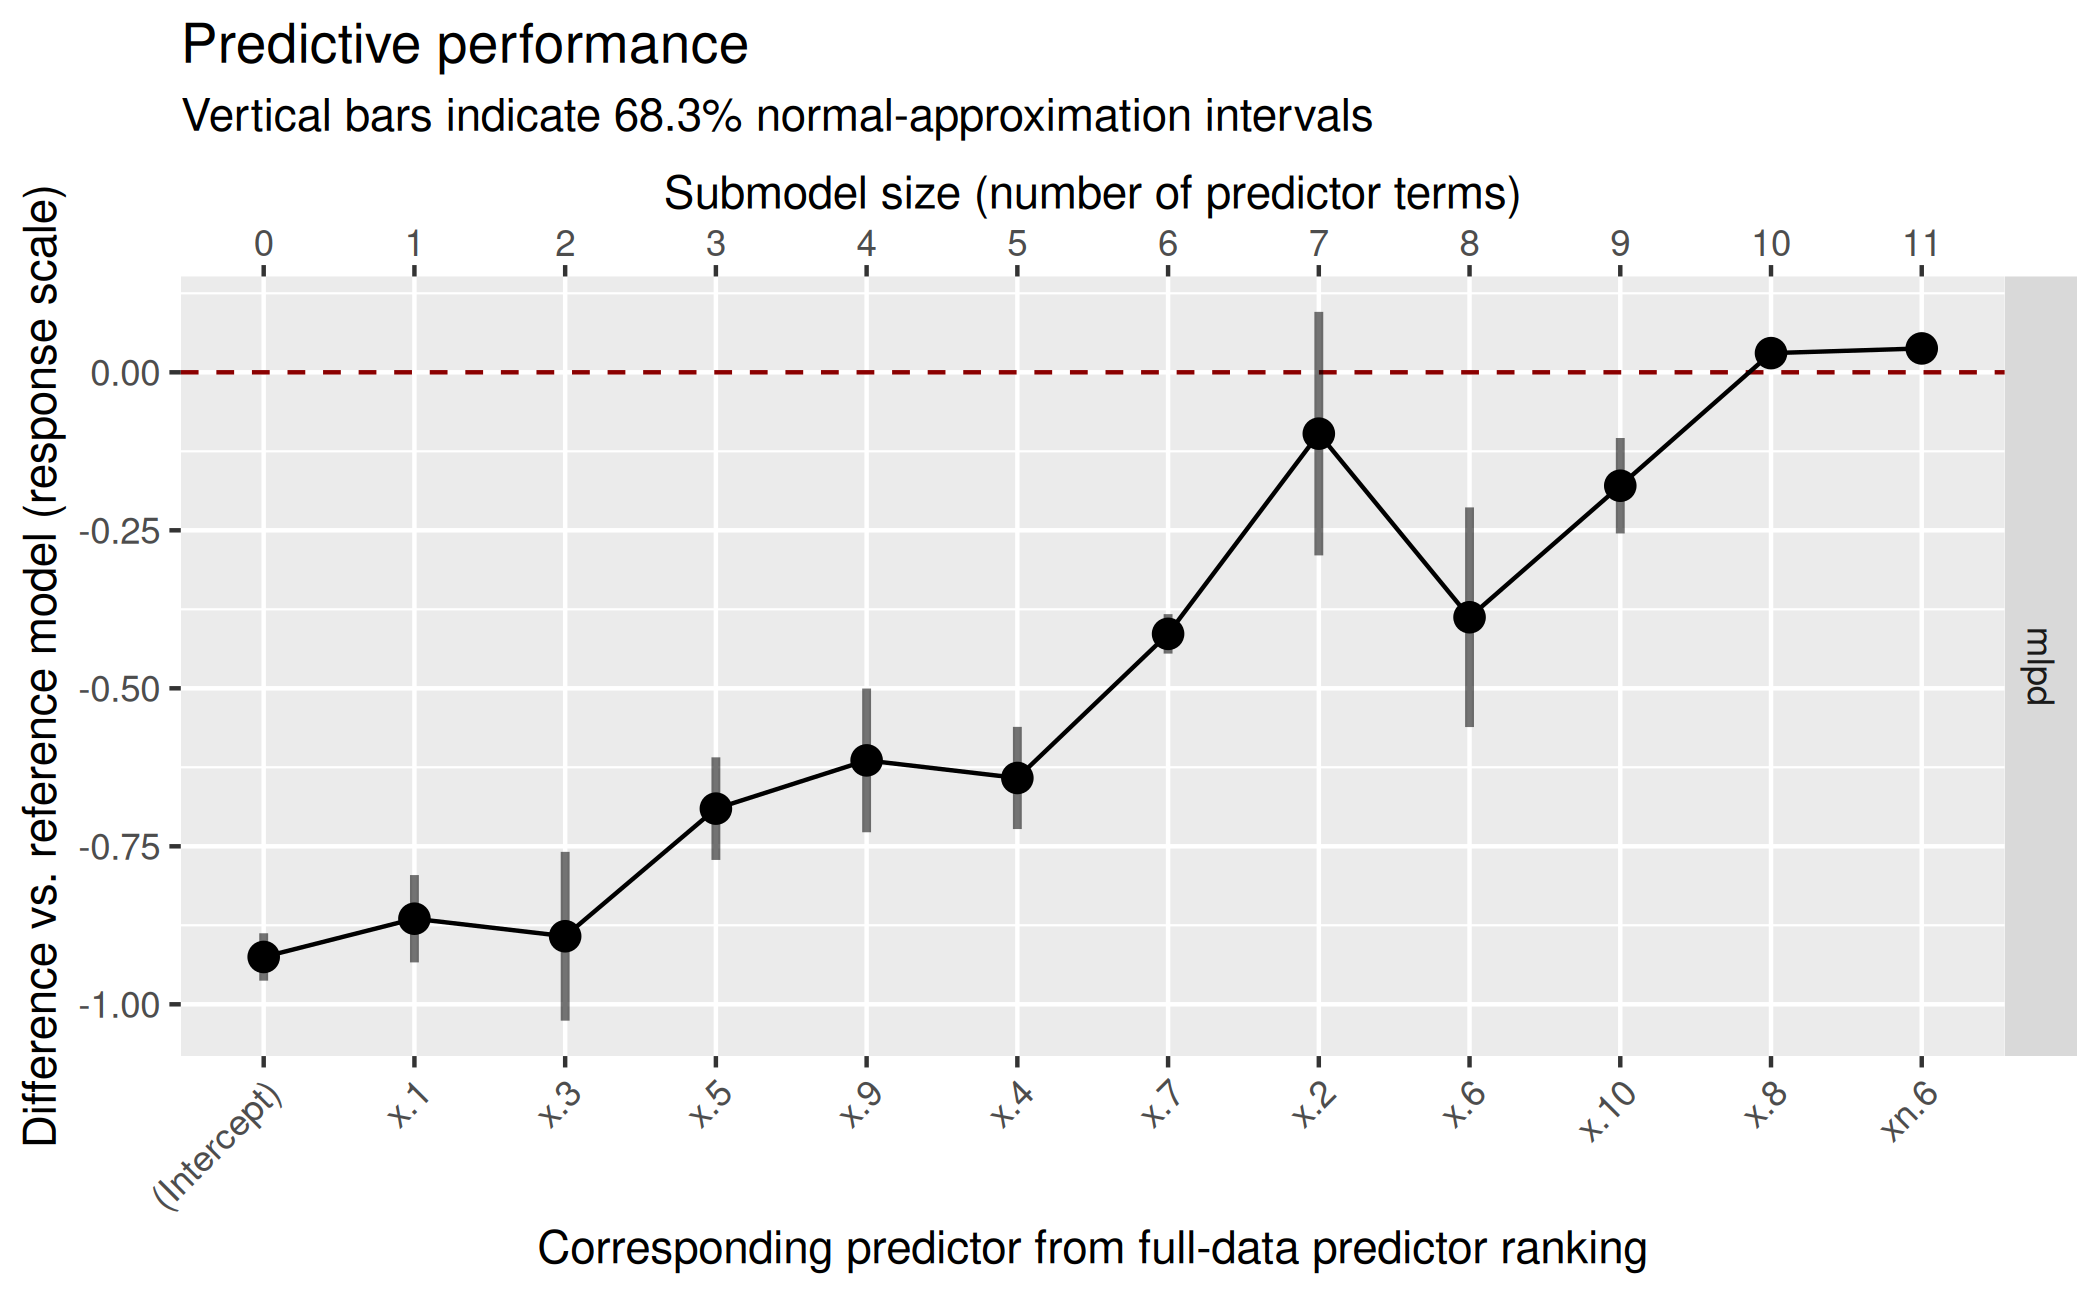 Predictive performance
Vertical bars indicate 68.3% normal-approximation intervals
Submodel size (number of predictor terms)
0 1 2 3 4 5 6 7 8 9 10 11
Difference vs. reference model (response scale)
0.00
-0.25
-0.50
-0.75
-1.00
mlpd
(Intercept) x.1 x.3 x.5 x.9 x.4 x.7 x.2 x.6 x.10 x.8 xn.6
Corresponding predictor from full-data predictor ranking